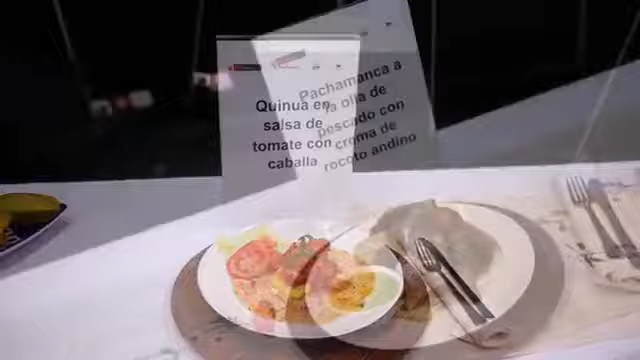 Quinua en
salsa de
tomate con
caballa
Pachamanca a
la olla de
pescado con
crema de
rocoto andino